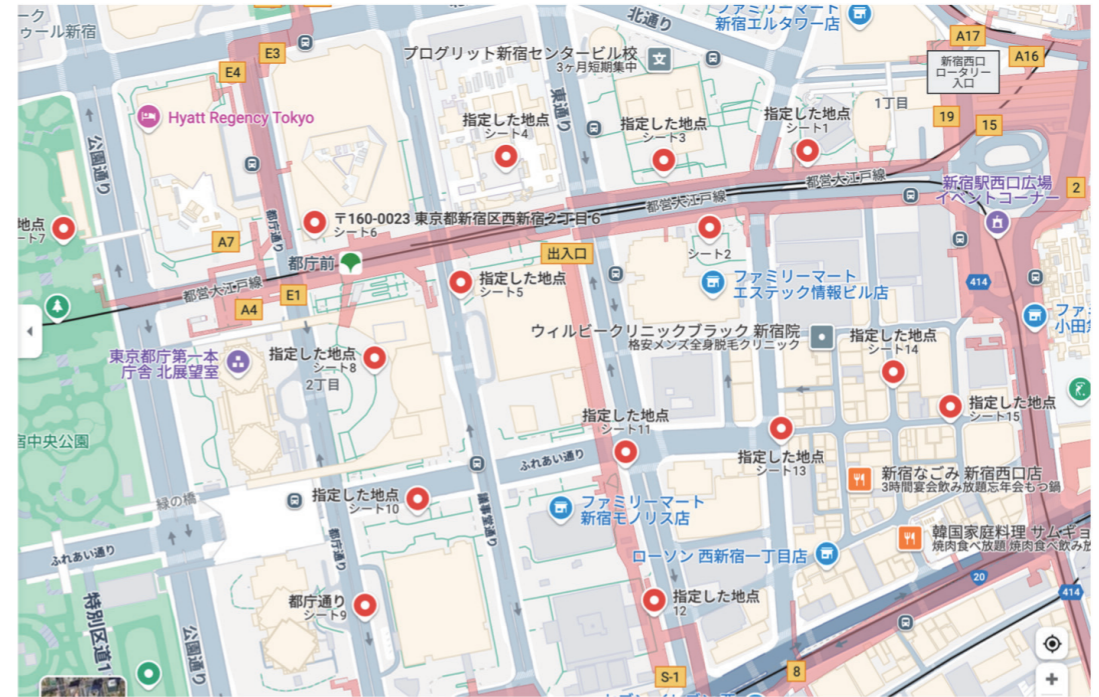 ーク
ゥール新宿
E3
E4
北通り
ファミリーマート
新宿エルタワー店
A17
A16
新宿西口
ロータリー
入口
プログリット新宿センタービル校
3ヶ月短期集中
東通り
Hyatt Regency Tokyo
公園通り
指定した地点
シート4
指定した地点
シート3
指定した地点
シート1
1丁目
19
15
都営大江戸線
新宿駅西口広場
イベントコーナー
2
地点
ト7
A7
都庁通り
〒160-0023 東京都新宿区西新宿2丁目6
シート6
都営大江戸線
都庁前
出入口
シート2
都営大江戸線
E1
A4
指定した地点
シート5
ファミリーマート
エステック情報ビル店
414
ファミ
小田急
東京都庁第一本
庁舎 北展望室
指定した地点
シート8
2丁目
ウィルビークリニックブラック 新宿院
格安メンズ全身脱毛クリニック
指定した地点
シート14
指定した地点
シート15
指定した地点
シート11
指定した地点
シート13
宿中央公園
ふれあい通り
緑の橋
指定した地点
シート10
議事堂通り
ファミリーマート
新宿モノリス店
新宿なごみ 新宿西口店
3時間宴会飲み放題忘年会もつ鍋
韓国家庭料理 サムギョ
焼肉食べ放題 焼肉食べ飲み放
ふれあい通り
都庁通り
ローソン 西新宿一丁目店
20
414
特別区道1
公園通り
都庁通り
シート9
指定した地点
12
S-1
8